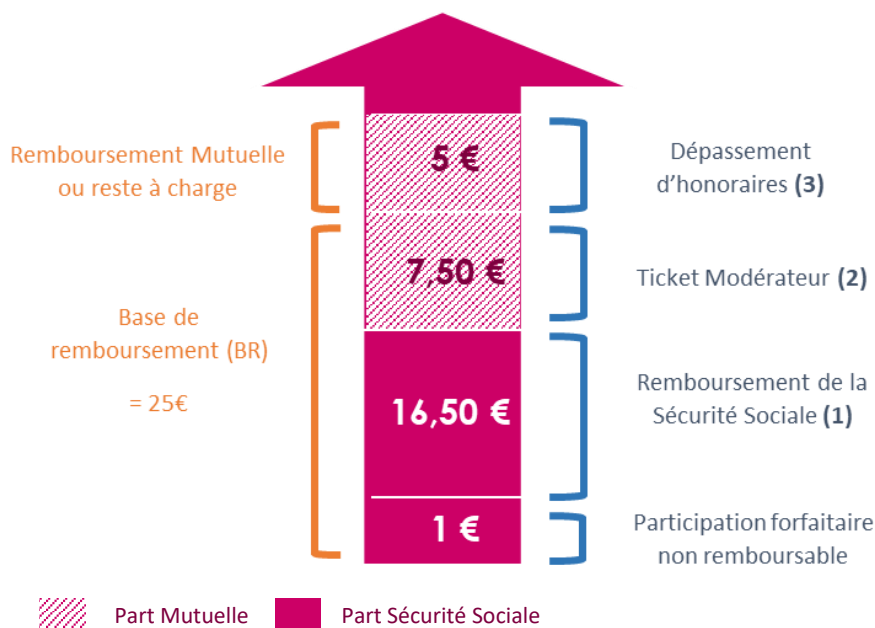 Remboursement Mutuelle
ou reste à charge
5 €
Dépassement
d’honoraires (3)
7,50 €
Ticket Modérateur (2)
Base de
remboursement (BR)
= 25€
16,50 €
Remboursement de la
Sécurité Sociale (1)
1 €
Participation forfaitaire
non remboursable
Part Mutuelle
Part Sécurité Sociale